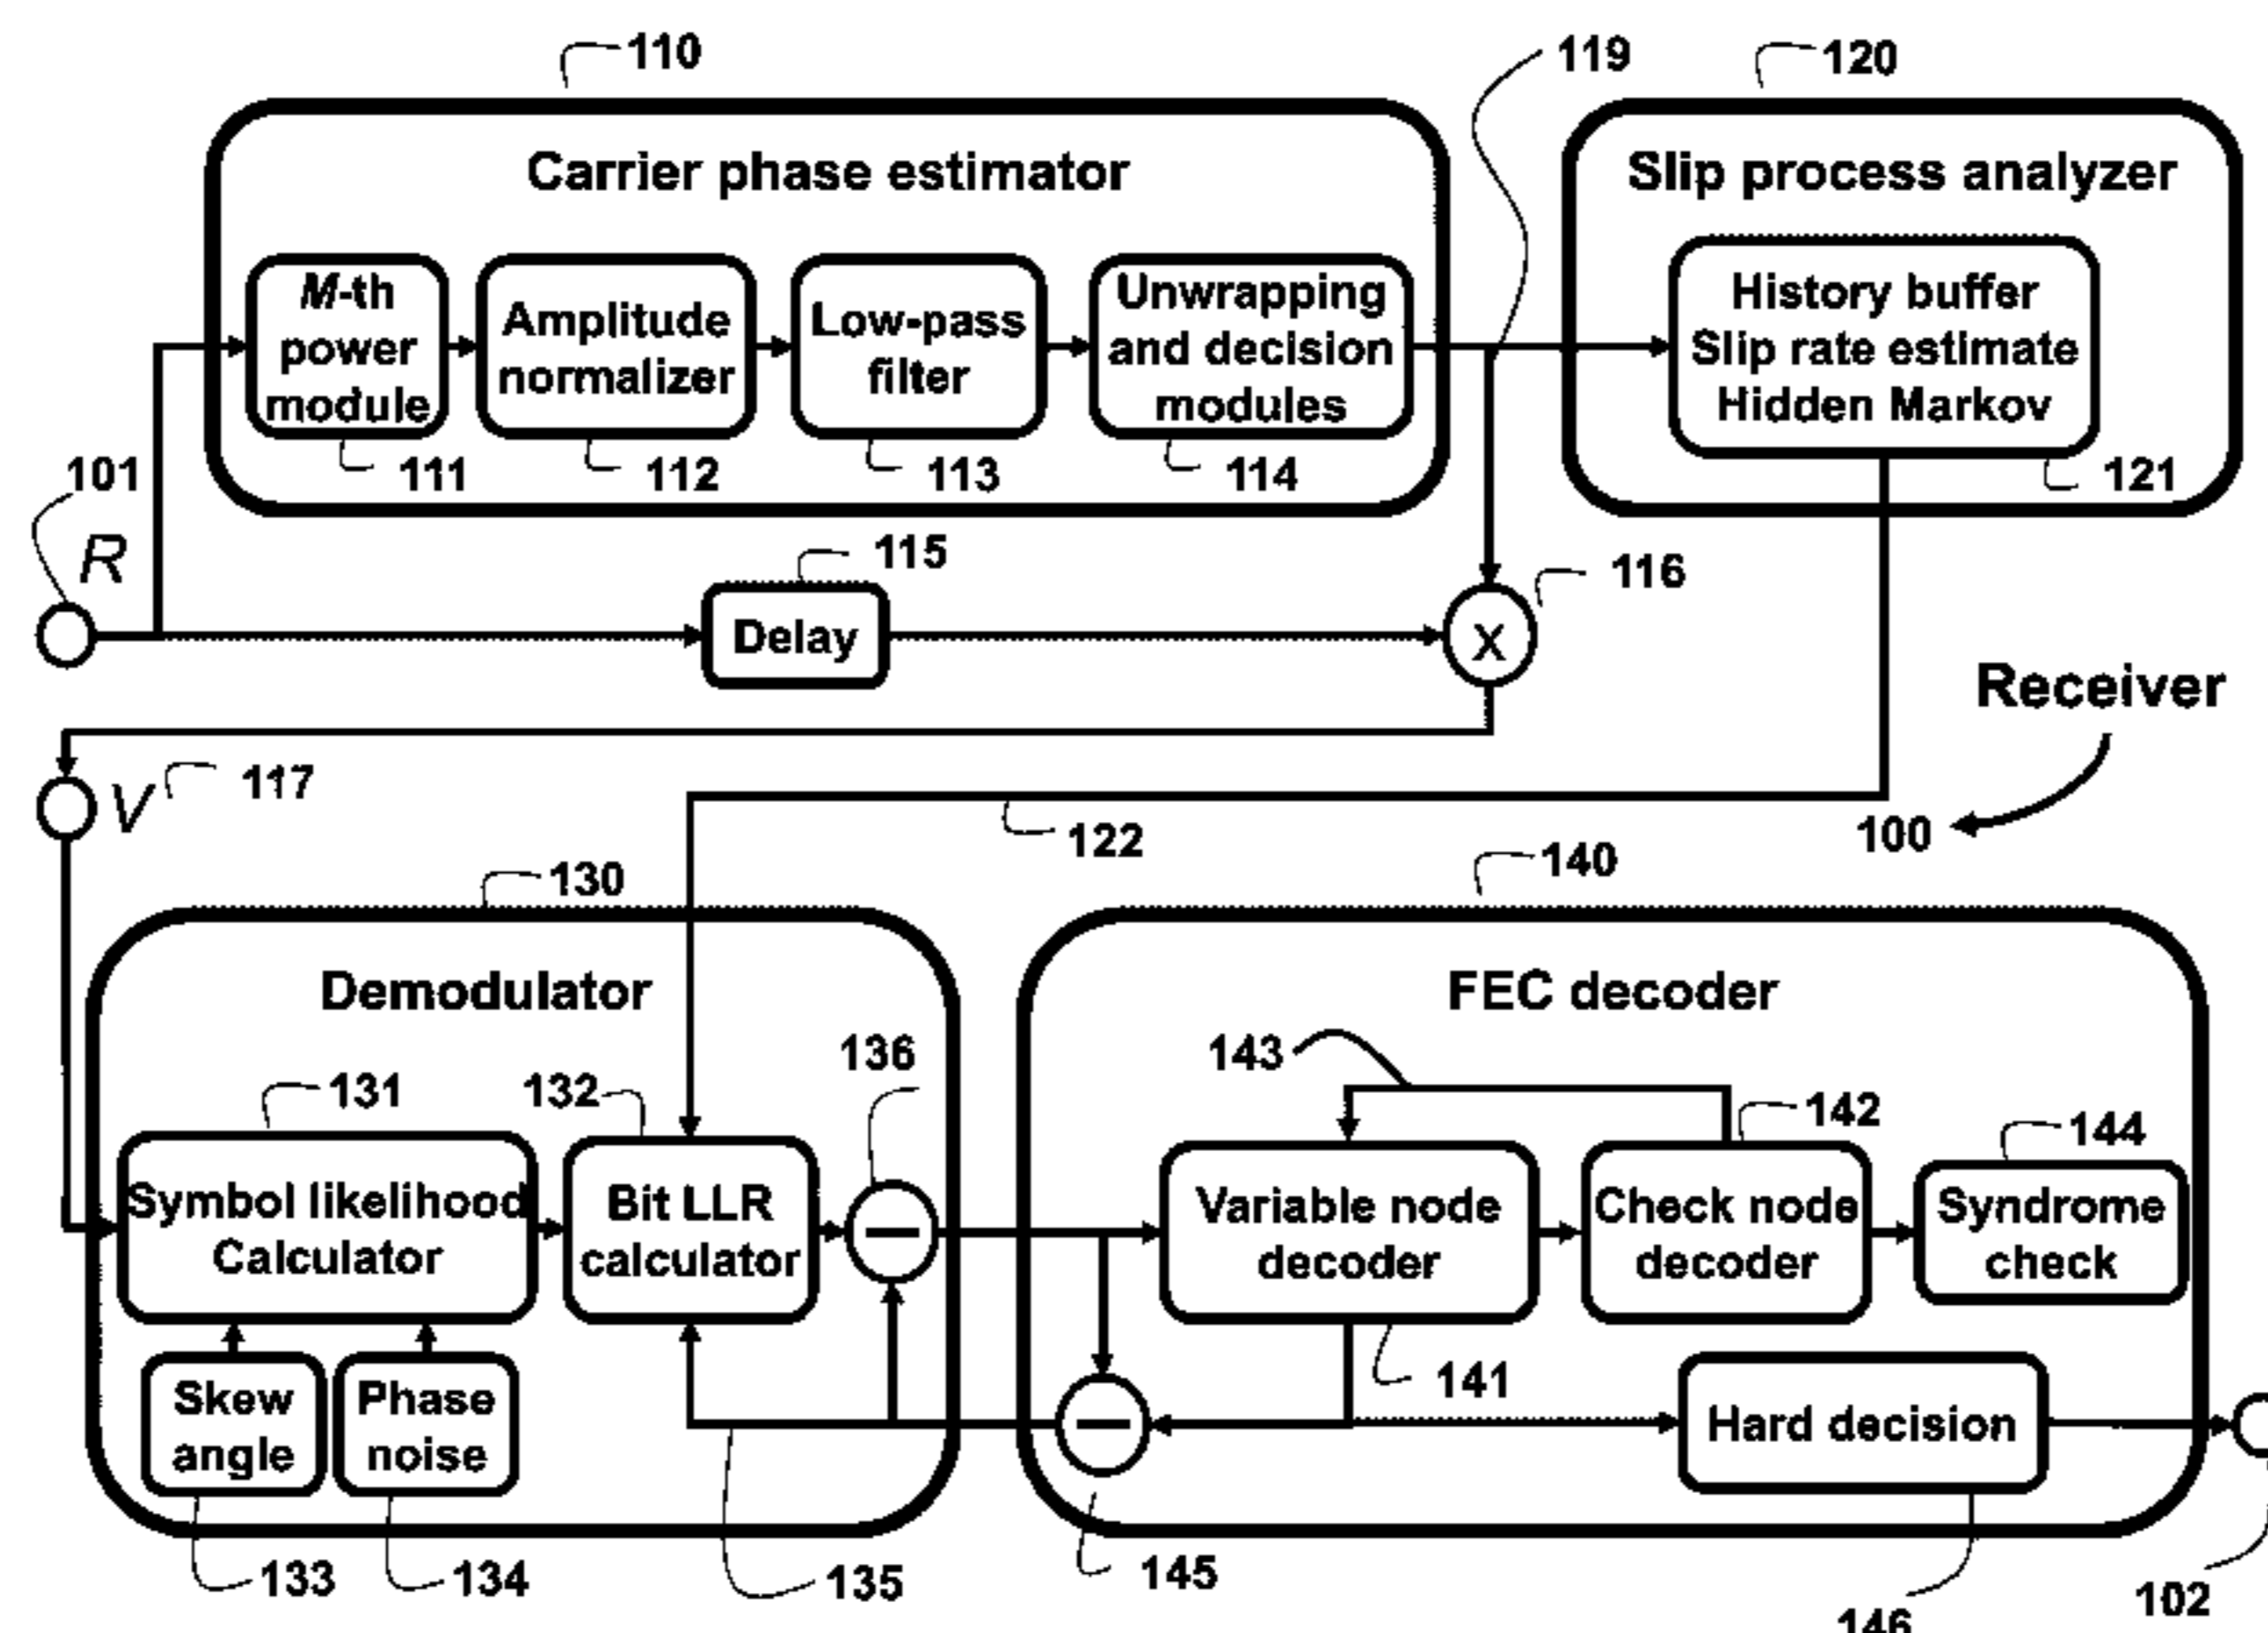 110
119
120
Carrier phase estimator
Slip process analyzer
M-th
power
module
Amplitude
normalizer
Low-pass
filter
Unwrapping
and decision
modules
History buffer
Slip rate estimate
Hidden Markov
101
111
112
113
114
121
R
115
116
Delay
X
Receiver
V
117
122
100
130
140
Demodulator
FEC decoder
136
143
131
132
142
144
Symbol likelihood
Calculator
Bit LLR
calculator
Variable node
decoder
Check node
decoder
Syndrome
check
Skew
angle
Phase
noise
141
Hard decision
133
134
135
145
102
146